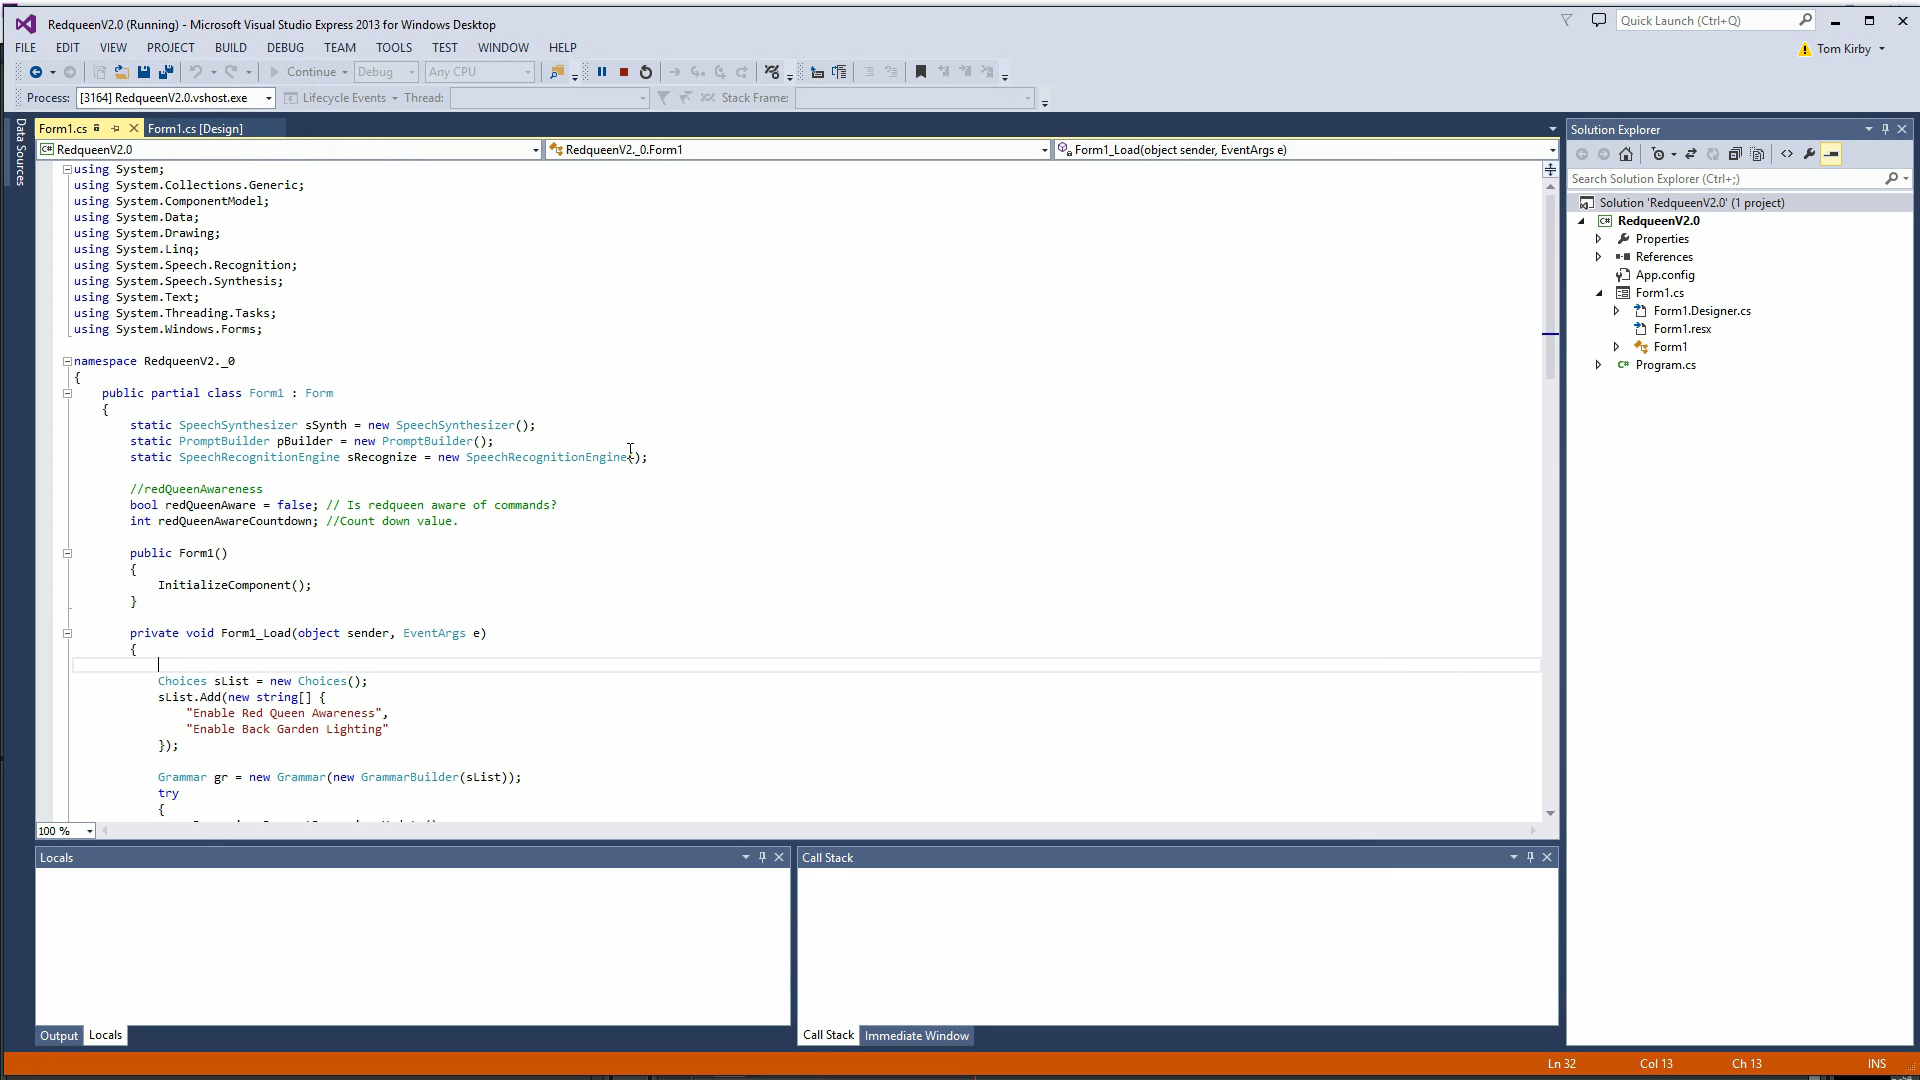 RedqueenV2.0 (Running) - Microsoft Visual Studio Express 2013 for Windows Desktop
Quick Launch (Ctrl+Q)
FILE EDIT VIEW PROJECT BUILD DEBUG TEAM TOOLS TEST WINDOW HELP
Tom Kirby
Continue Debug Any CPU
Process: [3164] RedqueenV2.0.vshost.exe Lifecycle Events Thread: Stack Frame:
Data Sources
Form1.cs Form1.cs [Design]
RedqueenV2.0 RedqueenV2._0.Form1 Form1_Load(object sender, EventArgs e)
using System;
using System.Collections.Generic;
using System.ComponentModel;
using System.Data;
using System.Drawing;
using System.Linq;
using System.Speech.Recognition;
using System.Speech.Synthesis;
using System.Text;
using System.Threading.Tasks;
using System.Windows.Forms;
namespace RedqueenV2._0
{
public partial class Form1 : Form
{
static SpeechSynthesizer sSynth = new SpeechSynthesizer();
static PromptBuilder pBuilder = new PromptBuilder();
static SpeechRecognitionEngine sRecognize = new SpeechRecognitionEngine();
//redQueenAwareness
bool redQueenAware = false; // Is redqueen aware of commands?
int redQueenAwareCountdown; //Count down value.
public Form1()
{
InitializeComponent();
}
private void Form1_Load(object sender, EventArgs e)
{
Choices sList = new Choices();
sList.Add(new string[] {
"Enable Red Queen Awareness",
"Enable Back Garden Lighting"
});
Grammar gr = new Grammar(new GrammarBuilder(sList));
try
{
100 %
Locals
Output Locals
Call Stack
Call Stack Immediate Window
Solution Explorer
Search Solution Explorer (Ctrl+;)
Solution 'RedqueenV2.0' (1 project)
RedqueenV2.0
Properties
References
App.config
Form1.cs
Form1.Designer.cs
Form1.resx
Form1
Program.cs
Ln 32 Col 13 Ch 13 INS